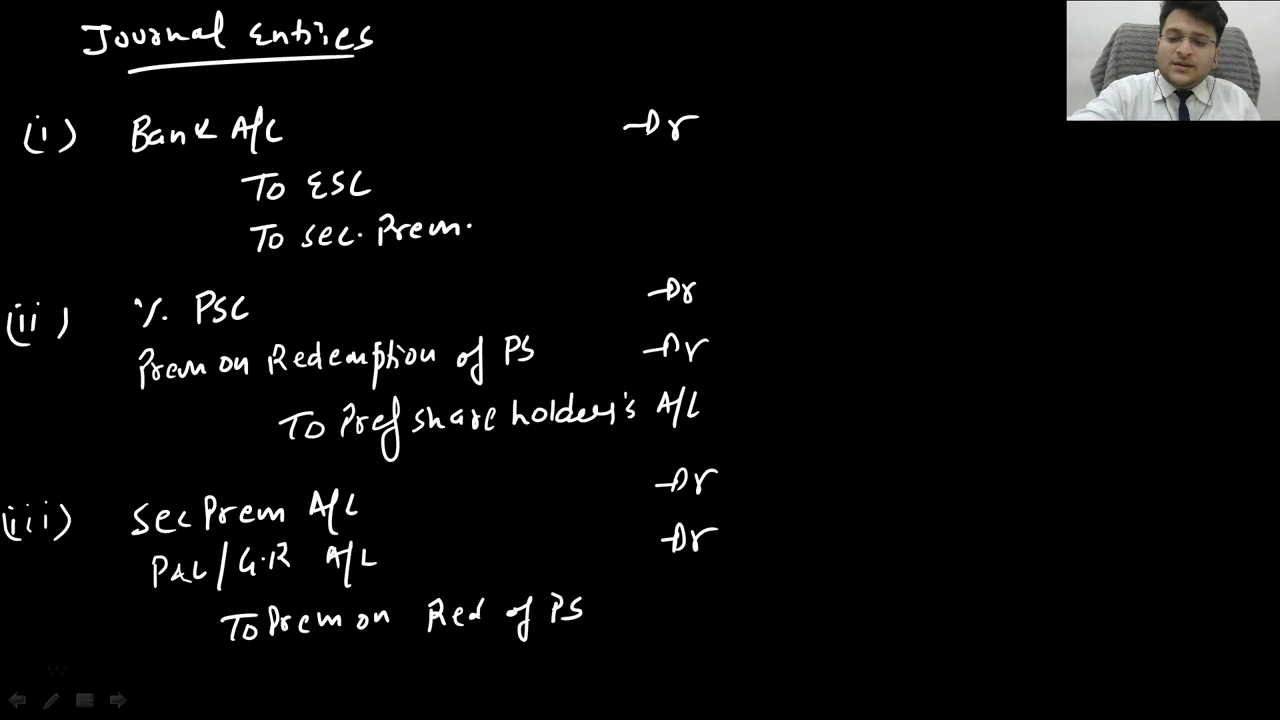 Journal Entries
(i) Bank A/C Dr
To ESC
To Sec. Prem.
(ii) %. PSC Dr
Prem on Redemption of PS Dr
To Pref share holders's A/C
(iii) Sec Prem A/C Dr
P&L/G.R A/C Dr
To Prem on Red of PS